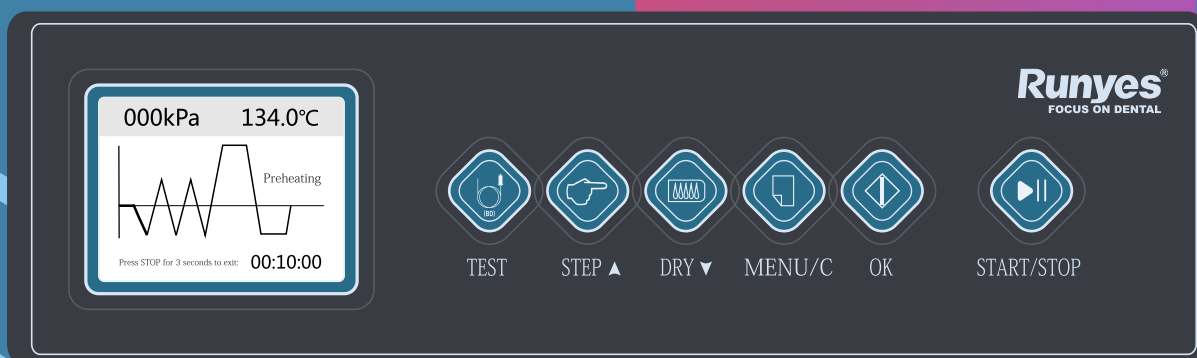 000kPa 134.0℃
Preheating
Press STOP for 3 seconds to exit: 00:10:00
Runyes®
FOCUS ON DENTAL
(BD)
TEST STEP ▲ DRY ▼ MENU/C OK START/STOP